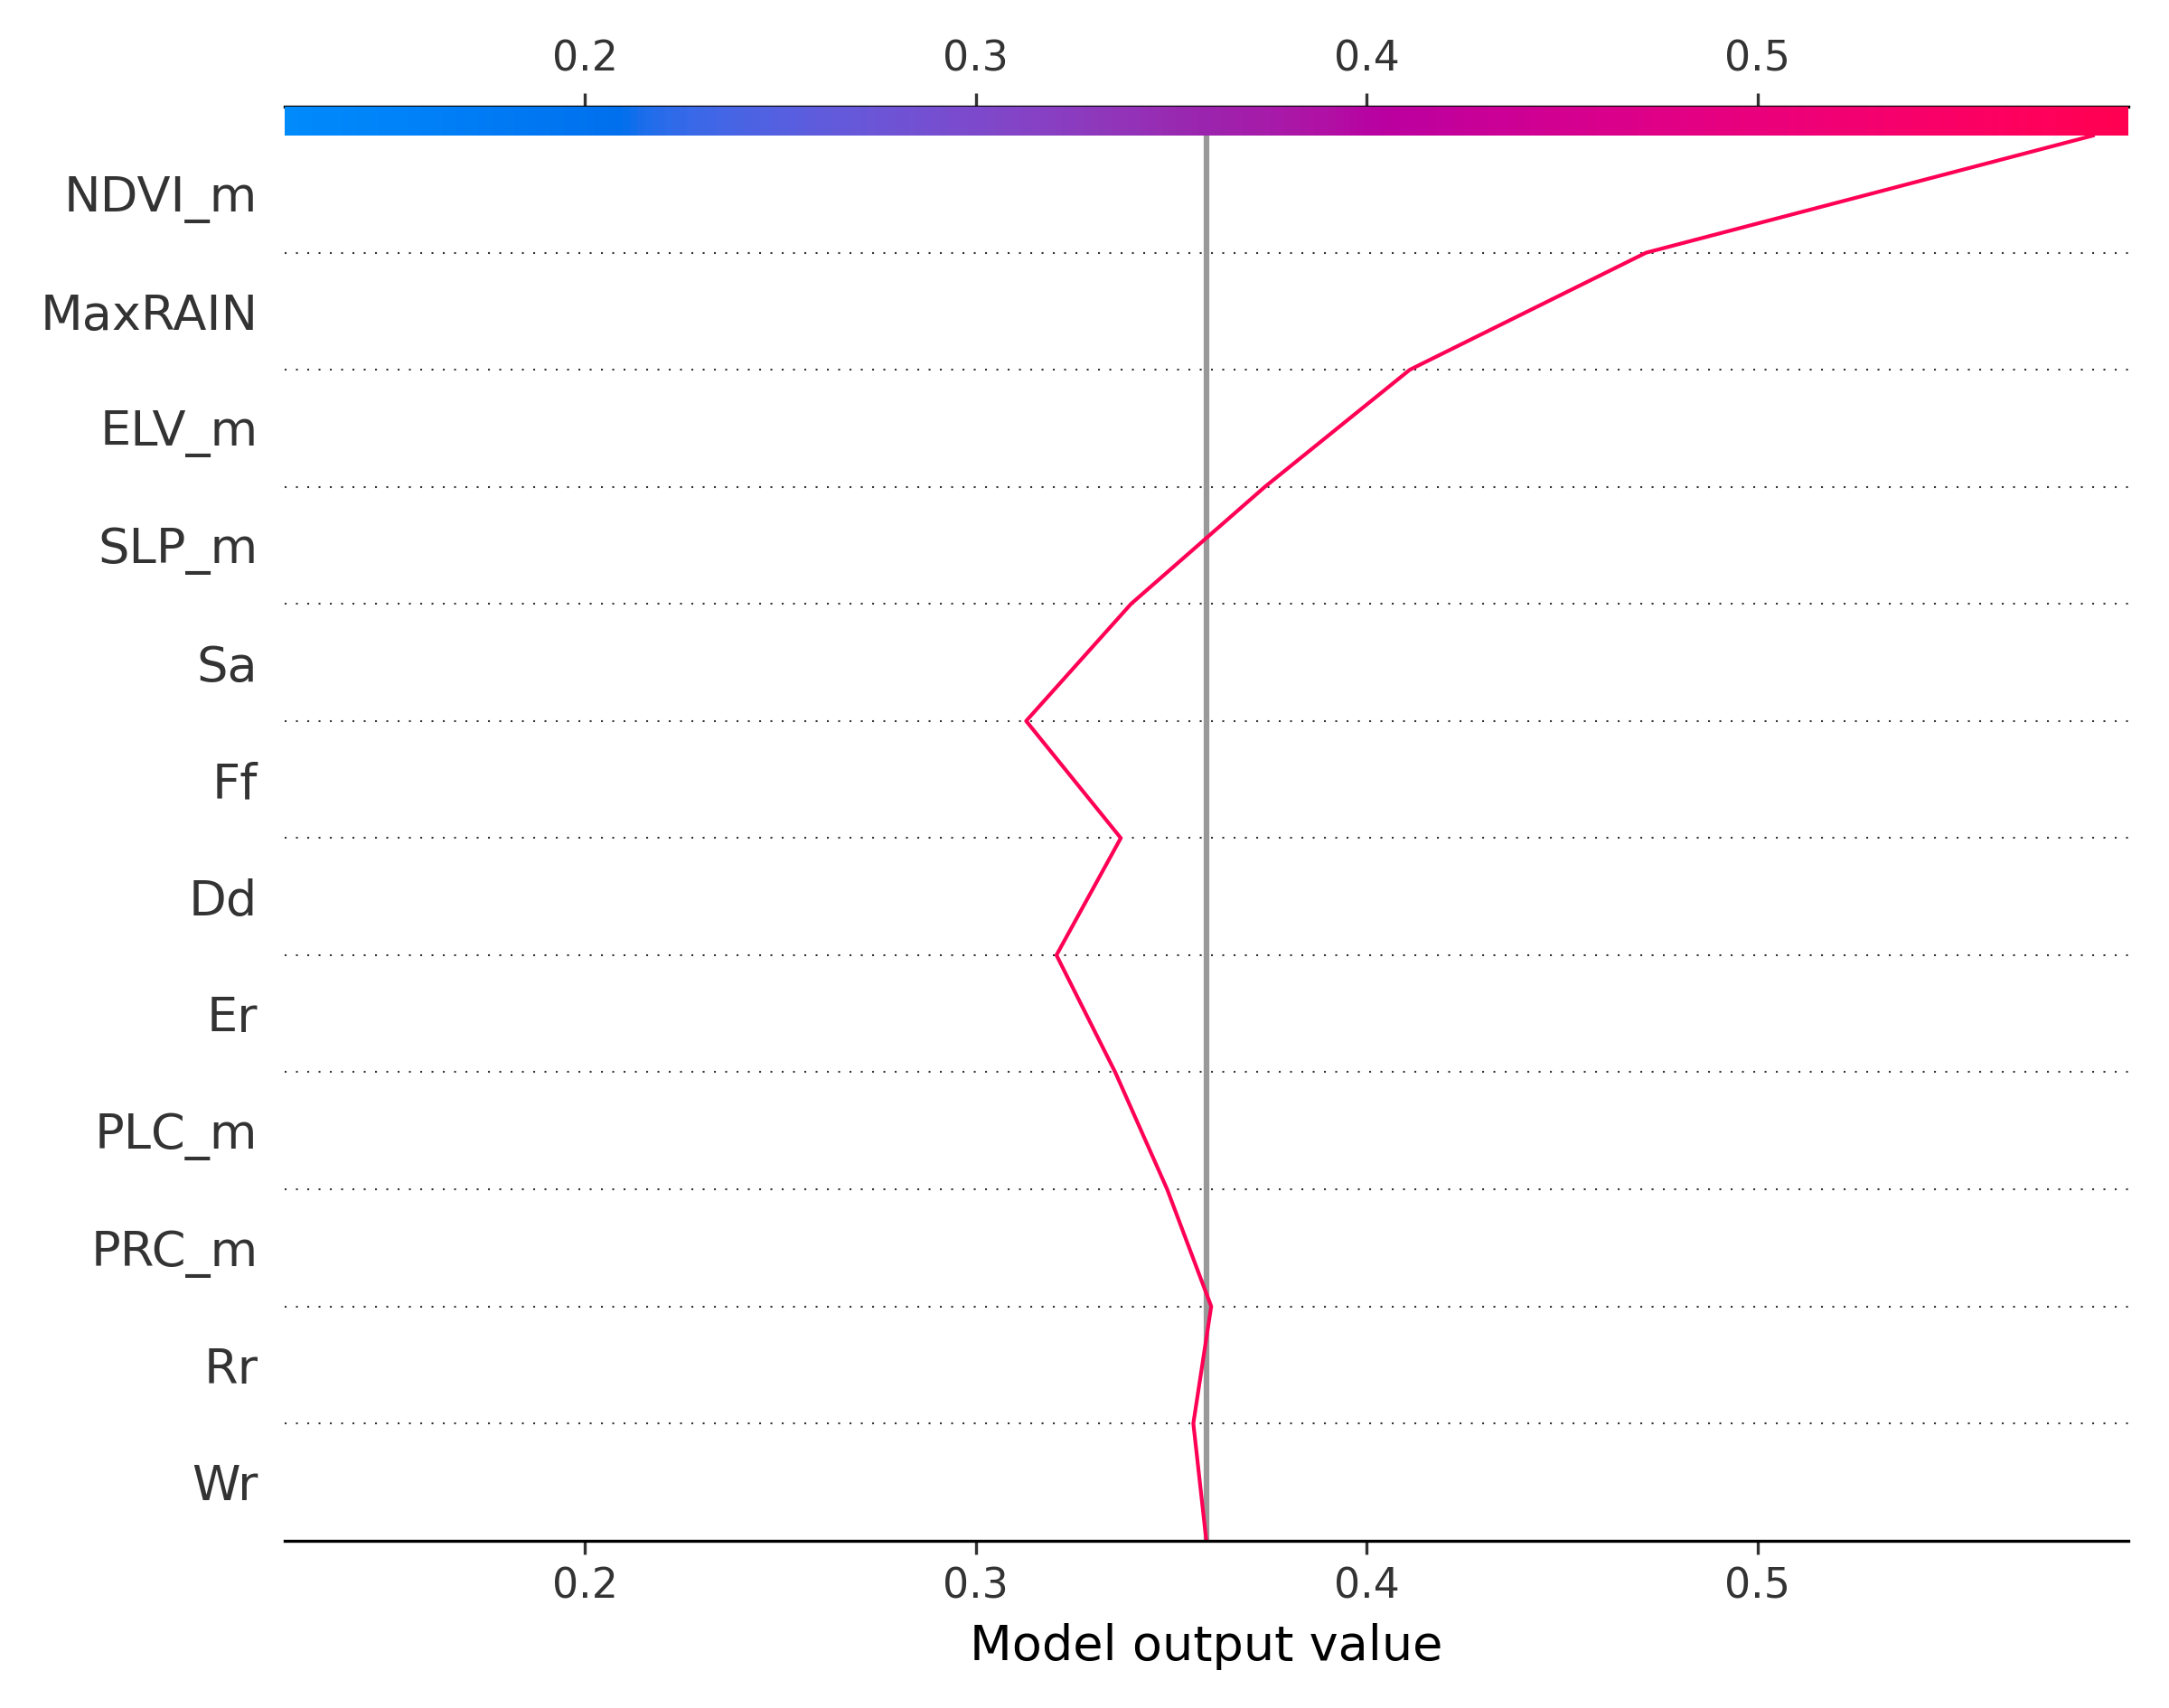 0.2 0.3 0.4 0.5
NDVI_m
MaxRAIN
ELV_m
SLP_m
Sa
Ff
Dd
Er
PLC_m
PRC_m
Rr
Wr
0.2 0.3 0.4 0.5
Model output value